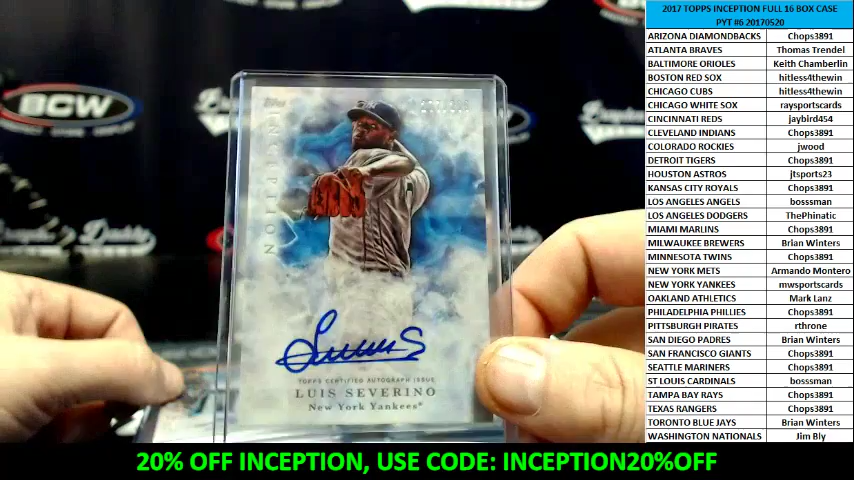 2017 TOPPS INCEPTION FULL 16 BOX CASE
PYT #6 20170520
ARIZONA DIAMONDBACKS Chops3891
ATLANTA BRAVES Thomas Trendel
BALTIMORE ORIOLES Keith Chamberlin
BOSTON RED SOX hitless4thewin
CHICAGO CUBS hitless4thewin
CHICAGO WHITE SOX raysportscards
CINCINNATI REDS jaybird454
CLEVELAND INDIANS Chops3891
COLORADO ROCKIES jwood
DETROIT TIGERS Chops3891
HOUSTON ASTROS jtsports23
KANSAS CITY ROYALS Chops3891
LOS ANGELES ANGELS bosssman
LOS ANGELES DODGERS ThePhinatic
MIAMI MARLINS Chops3891
MILWAUKEE BREWERS Brian Winters
MINNESOTA TWINS Chops3891
NEW YORK METS Armando Montero
NEW YORK YANKEES mwsportscards
OAKLAND ATHLETICS Mark Lanz
PHILADELPHIA PHILLIES Chops3891
PITTSBURGH PIRATES rthrone
SAN DIEGO PADRES Brian Winters
SAN FRANCISCO GIANTS Chops3891
SEATTLE MARINERS Chops3891
ST LOUIS CARDINALS bosssman
TAMPA BAY RAYS Chops3891
TEXAS RANGERS Chops3891
TORONTO BLUE JAYS Brian Winters
WASHINGTON NATIONALS Jim Bly
BCW
Topps
INCEPTION
TOPPS CERTIFIED AUTOGRAPH ISSUE
LUIS SEVERINO
New York Yankees®
20% OFF INCEPTION, USE CODE: INCEPTION20%OFF